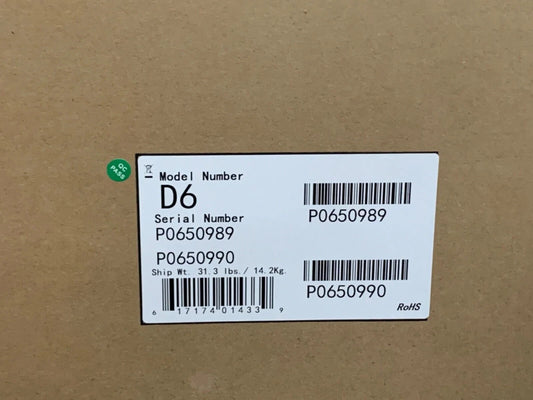 QC
PASS
Model Number
D6
Serial Number
P0650989
P0650990
Ship Wt. 31.3 lbs./ 14.2Kg.
6 17174 01433 9
P0650989
P0650990
RoHS